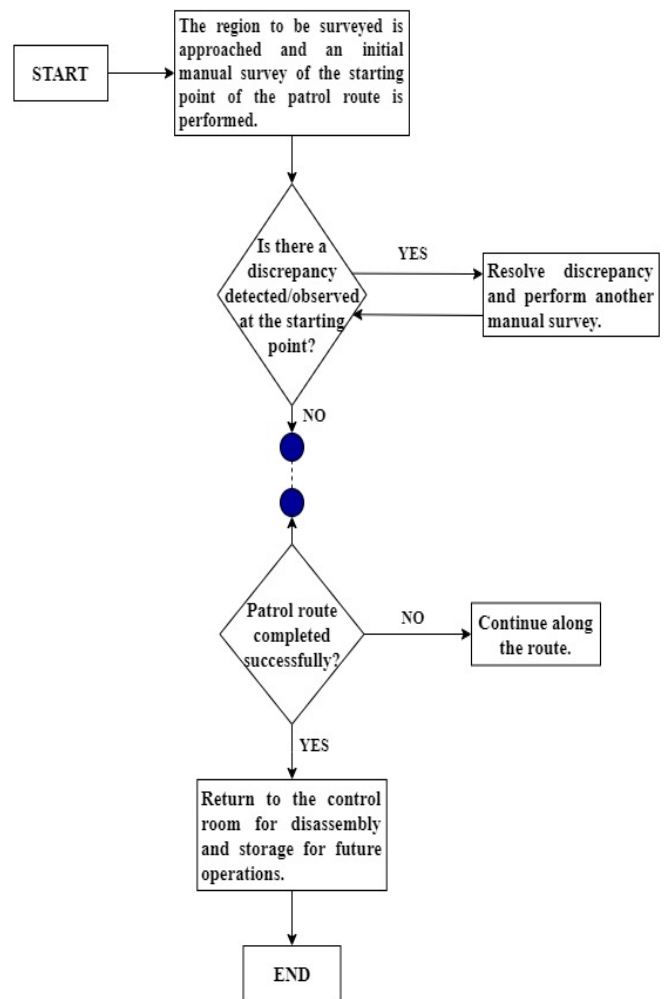 START
The region to be surveyed is
approached and an initial
manual survey of the starting
point of the patrol route is
performed.
Is there a
discrepancy
detected/observed
at the starting
point?
YES
Resolve discrepancy
and perform another
manual survey.
NO
Patrol route
completed
successfully?
NO
Continue along
the route.
YES
Return to the control
room for disassembly
and storage for future
operations.
END